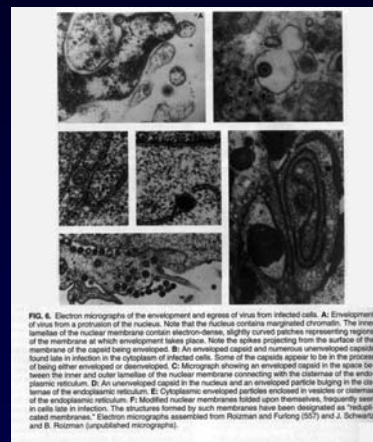 A
FIG. 6. Electron micrographs of the envelopment and egress of virus from infected cells. A: Envelopment
of virus from a protrusion of the nucleus. Note that the nucleus contains marginated chromatin. The inner
lamellae of the nuclear membrane contain electron-dense, slightly curved patches representing regions
of the membrane at which envelopment takes place. Note the spikes projecting from the surface of the
membrane of the capsid being enveloped. B: An enveloped capsid and numerous unenveloped capsids
found late in infection in the cytoplasm of infected cells. Some of the capsids appear to be in the process
of being either enveloped or deenveloped. C: Micrograph showing an enveloped capsid in the space be-
tween the inner and outer lamellae of the nuclear membrane connecting with the cisternae of the endo-
plasmic reticulum. D: An unenveloped capsid in the nucleus and an enveloped particle bulging in the cis-
ternae of the endoplasmic reticulum. E: Cytoplasmic enveloped particles enclosed in vesicles or cisternae
of the endoplasmic reticulum. F: Modified nuclear membranes folded upon themselves, frequently seen
in cells late in infection. The structures formed by such membranes have been designated as "redupli-
cated membranes." Electron micrographs assembled from Roizman and Furlong (557) and J. Schwartz
and B. Roizman (unpublished micrographs).